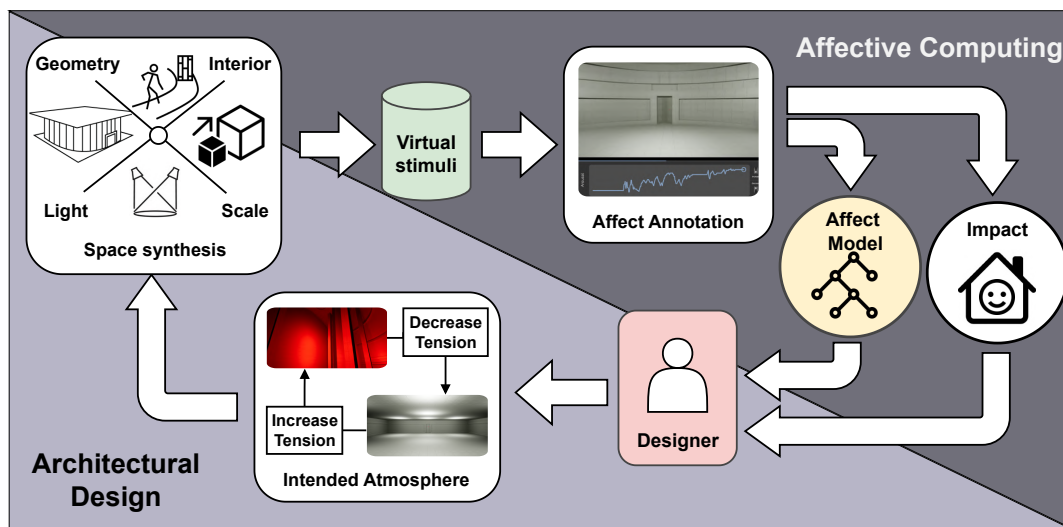 Affective Computing
Geometry
Interior
Light
Scale
Space synthesis
Virtual
stimuli
Affect Annotation
Affect
Model
Impact
Decrease
Tension
Increase
Tension
Intended Atmosphere
Designer
Architectural
Design